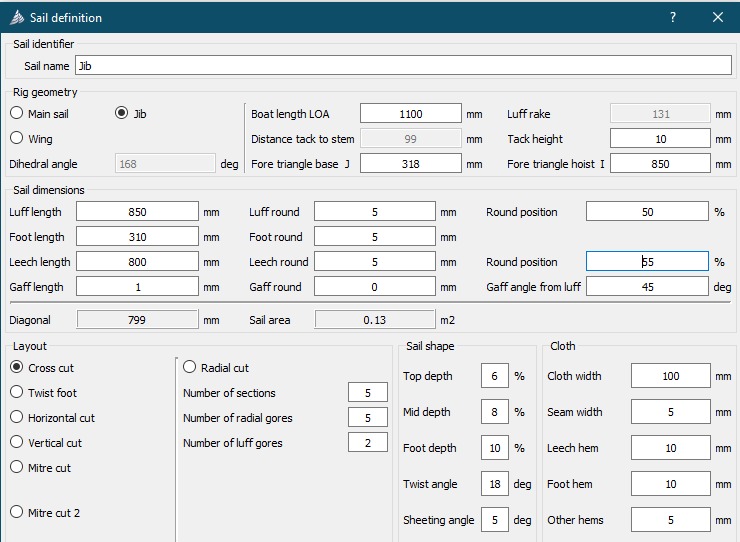 Sail definition ? ×
Sail identifier
Sail name Jib
Rig geometry
Main sail Jib Boat length LOA 1100 mm Luff rake 131 mm
Wing Distance tack to stem 99 mm Tack height 10 mm
Dihedral angle 168 deg Fore triangle base J 318 mm Fore triangle hoist I 850 mm
Sail dimensions
Luff length 850 mm Luff round 5 mm Round position 50 %
Foot length 310 mm Foot round 5 mm
Leech length 800 mm Leech round 5 mm Round position 55 %
Gaff length 1 mm Gaff round 0 mm Gaff angle from luff 45 deg
Diagonal 799 mm Sail area 0.13 m2
Layout Sail shape Cloth
Cross cut Radial cut Top depth 6 % Cloth width 100 mm
Twist foot Number of sections 5
Horizontal cut Number of radial gores 5 Mid depth 8 % Seam width 5 mm
Vertical cut Number of luff gores 2 Foot depth 10 % Leech hem 10 mm
Mitre cut Twist angle 18 deg Foot hem 10 mm
Mitre cut 2 Sheeting angle 5 deg Other hems 5 mm